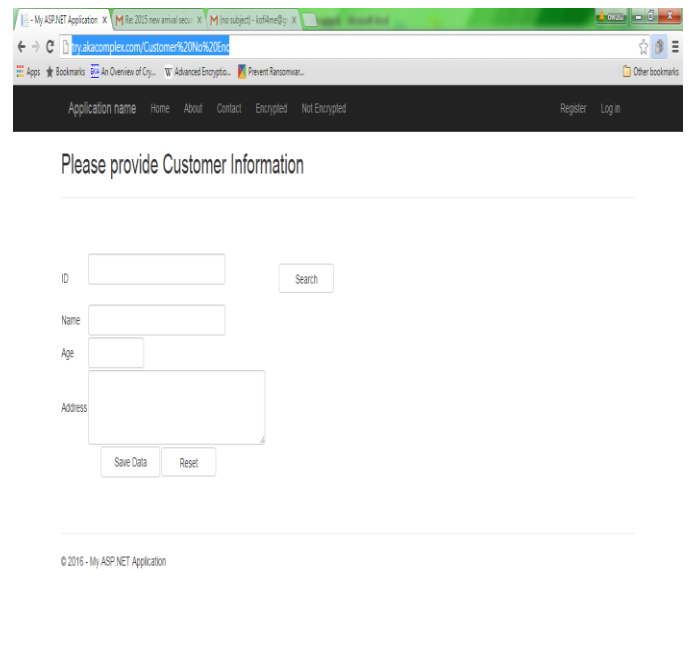 - My ASP.NET Application
Re: 2015 new arrival secur
(no subject) - kofi4me@g
try.akacomplex.com/Customer%20No%20Enc
Apps Bookmarks An Overview of Cry... Advanced Encryptio... Prevent Ransomwar... Other bookmarks
Application name Home About Contact Encrypted Not Encrypted Register Log in
Please provide Customer Information
ID
Search
Name
Age
Address
Save Data Reset
© 2016 - My ASP.NET Application